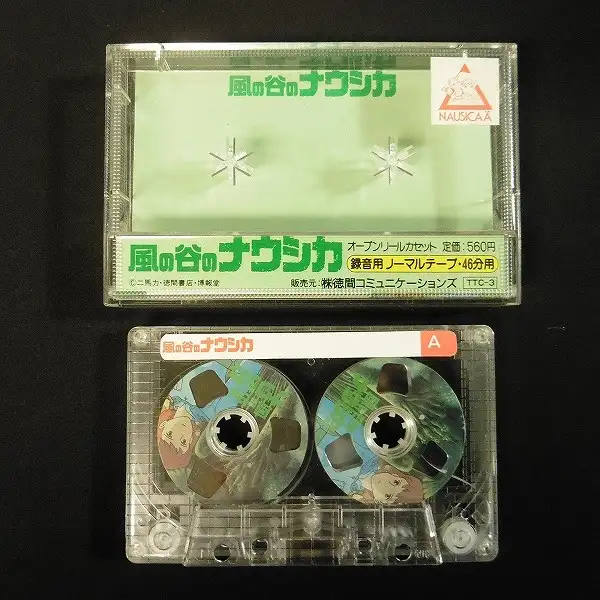 風の谷のナウシカ
NAUSICAÄ
風の谷のナウシカ
オープンリールカセット 定価:560円
録音用 ノーマルテープ・46分用
©二馬力・徳間書店・博報堂
販売元:㈱徳間コミュニケーションズ TTC-3
風の谷のナウシカ
A